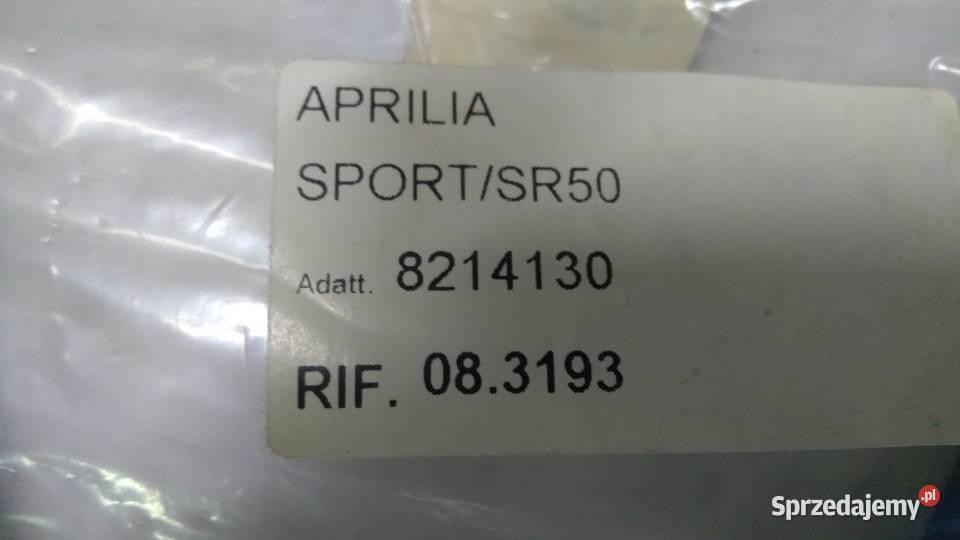 APRILIA
SPORT/SR50
Adatt. 8214130
RIF. 08.3193
Sprzedajemy.pl